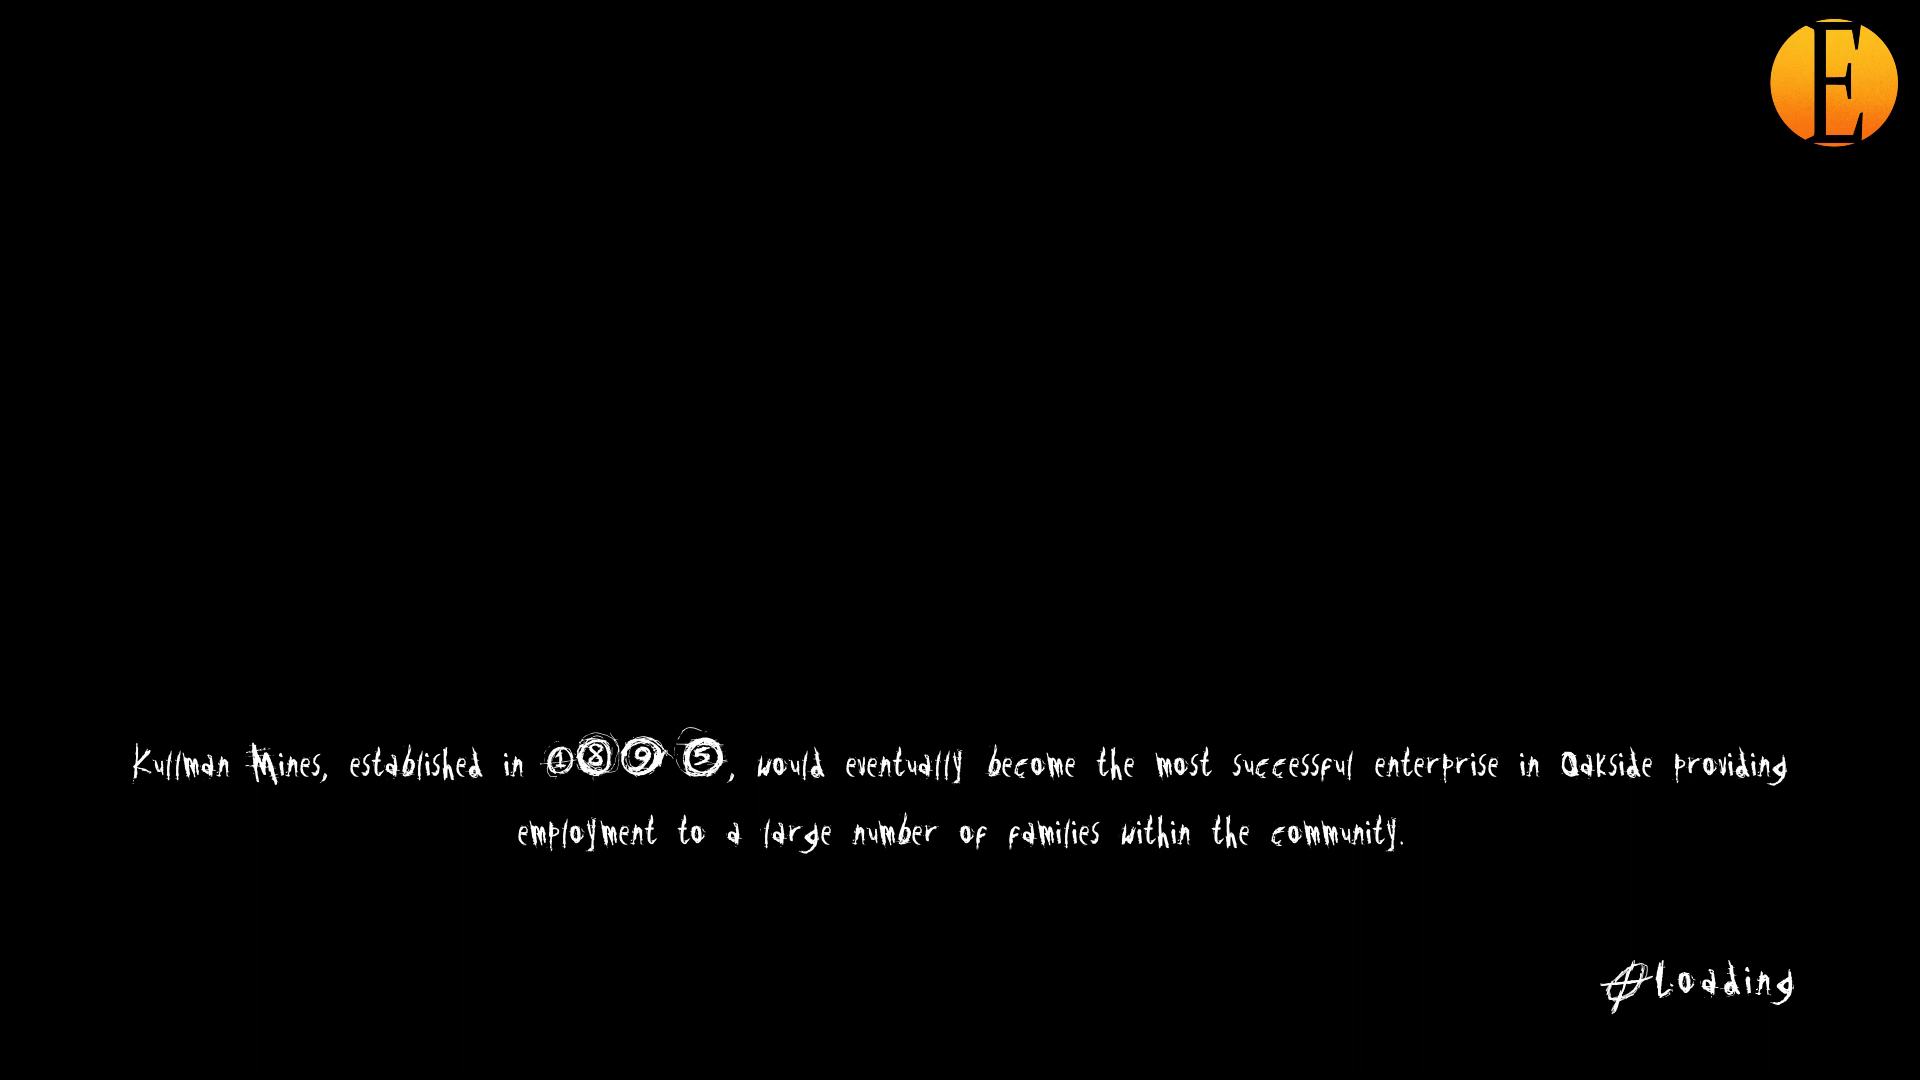 E
Kullman Mines, established in 1895, would eventually become the most successful enterprise in Oakside providing
employment to a large number of families within the community.
Loading